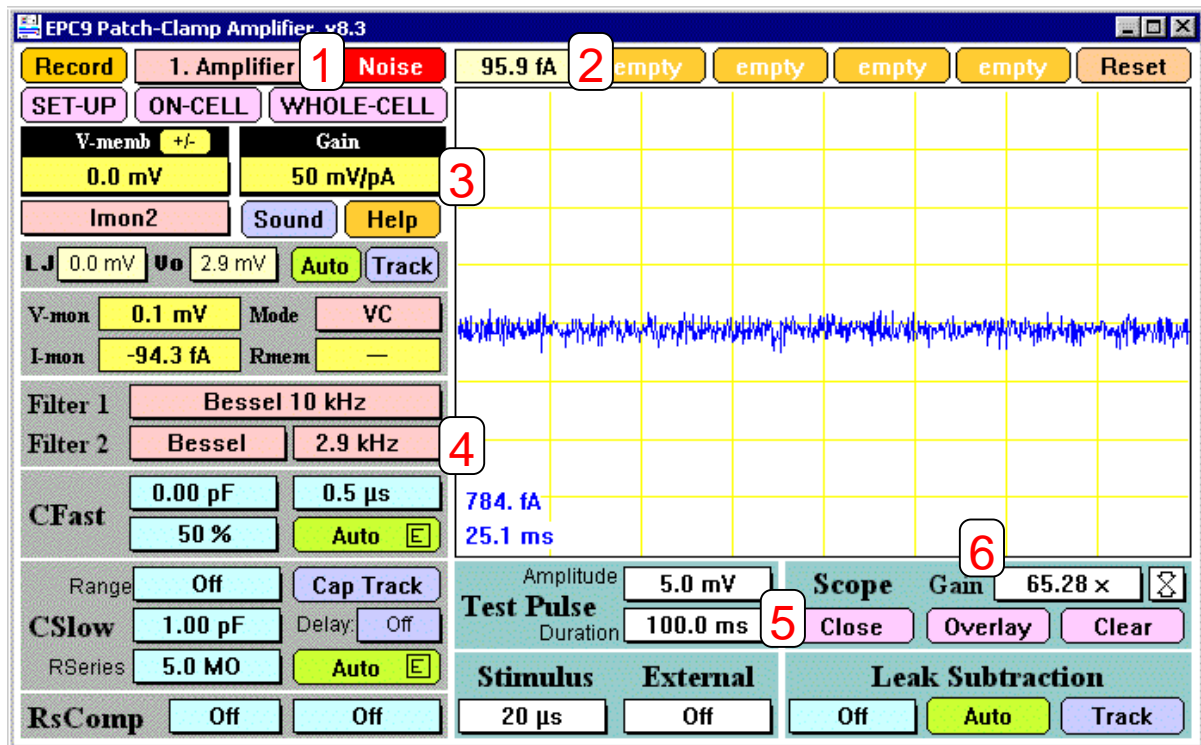 EPC9 Patch-Clamp Amplifier, v8.3
Record 1. Amplifier 1 Noise 95.9 fA 2 empty empty empty empty Reset
SET-UP ON-CELL WHOLE-CELL
V-memb +/- Gain
0.0 mV 50 mV/pA 3
Imon2 Sound Help
LJ 0.0 mV Vo 2.9 mV Auto Track
V-mon 0.1 mV Mode VC
I-mon -94.3 fA Rmem —
Filter 1 Bessel 10 kHz
Filter 2 Bessel 2.9 kHz 4
CFast 0.00 pF 0.5 µs
50 % Auto E
784. fA
25.1 ms
Range Off Cap Track
CSlow 1.00 pF Delay: Off
RSeries 5.0 MO Auto E
RsComp Off Off
Test Pulse
Amplitude 5.0 mV
Duration 100.0 ms 5
Scope Gain 6 65.28 x
Close Overlay Clear
Stimulus External
20 µs Off
Leak Subtraction
Off Auto Track